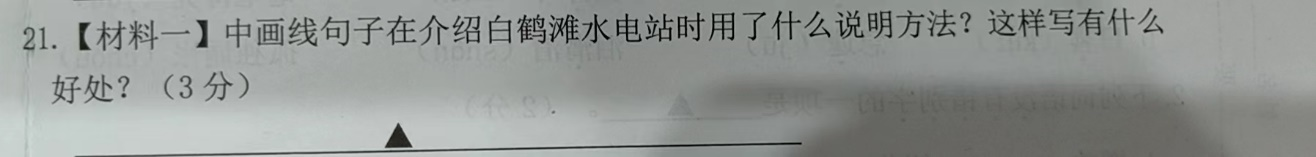 21.【材料一】中画线句子在介绍白鹤滩水电站时用了什么说明方法？这样写有什么
好处？（3 分）
▲